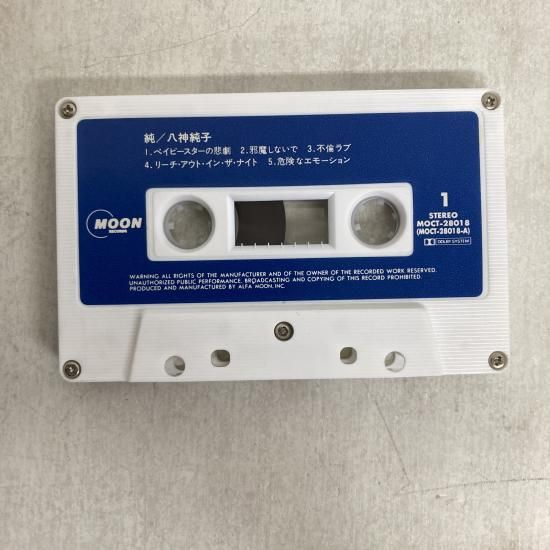 純／八神純子
1.ベイビースターの悲劇 2.邪魔しないで 3.不倫ラブ
4.リーチ・アウト・イン・ザ・ナイト 5.危険なエモーション
MOON
RECORDS
1
STEREO
MOCT-28018
(MOCT-28018-A)
DOLBY SYSTEM
WARNING ALL RIGHTS OF THE MANUFACTURER AND OF THE OWNER OF THE RECORDED WORK RESERVED.
UNAUTHORIZED PUBLIC PERFORMANCE, BROADCASTING AND COPYING OF THIS RECORD PROHIBITED.
PRODUCED AND MANUFACTURED BY ALFA MOON, INC.